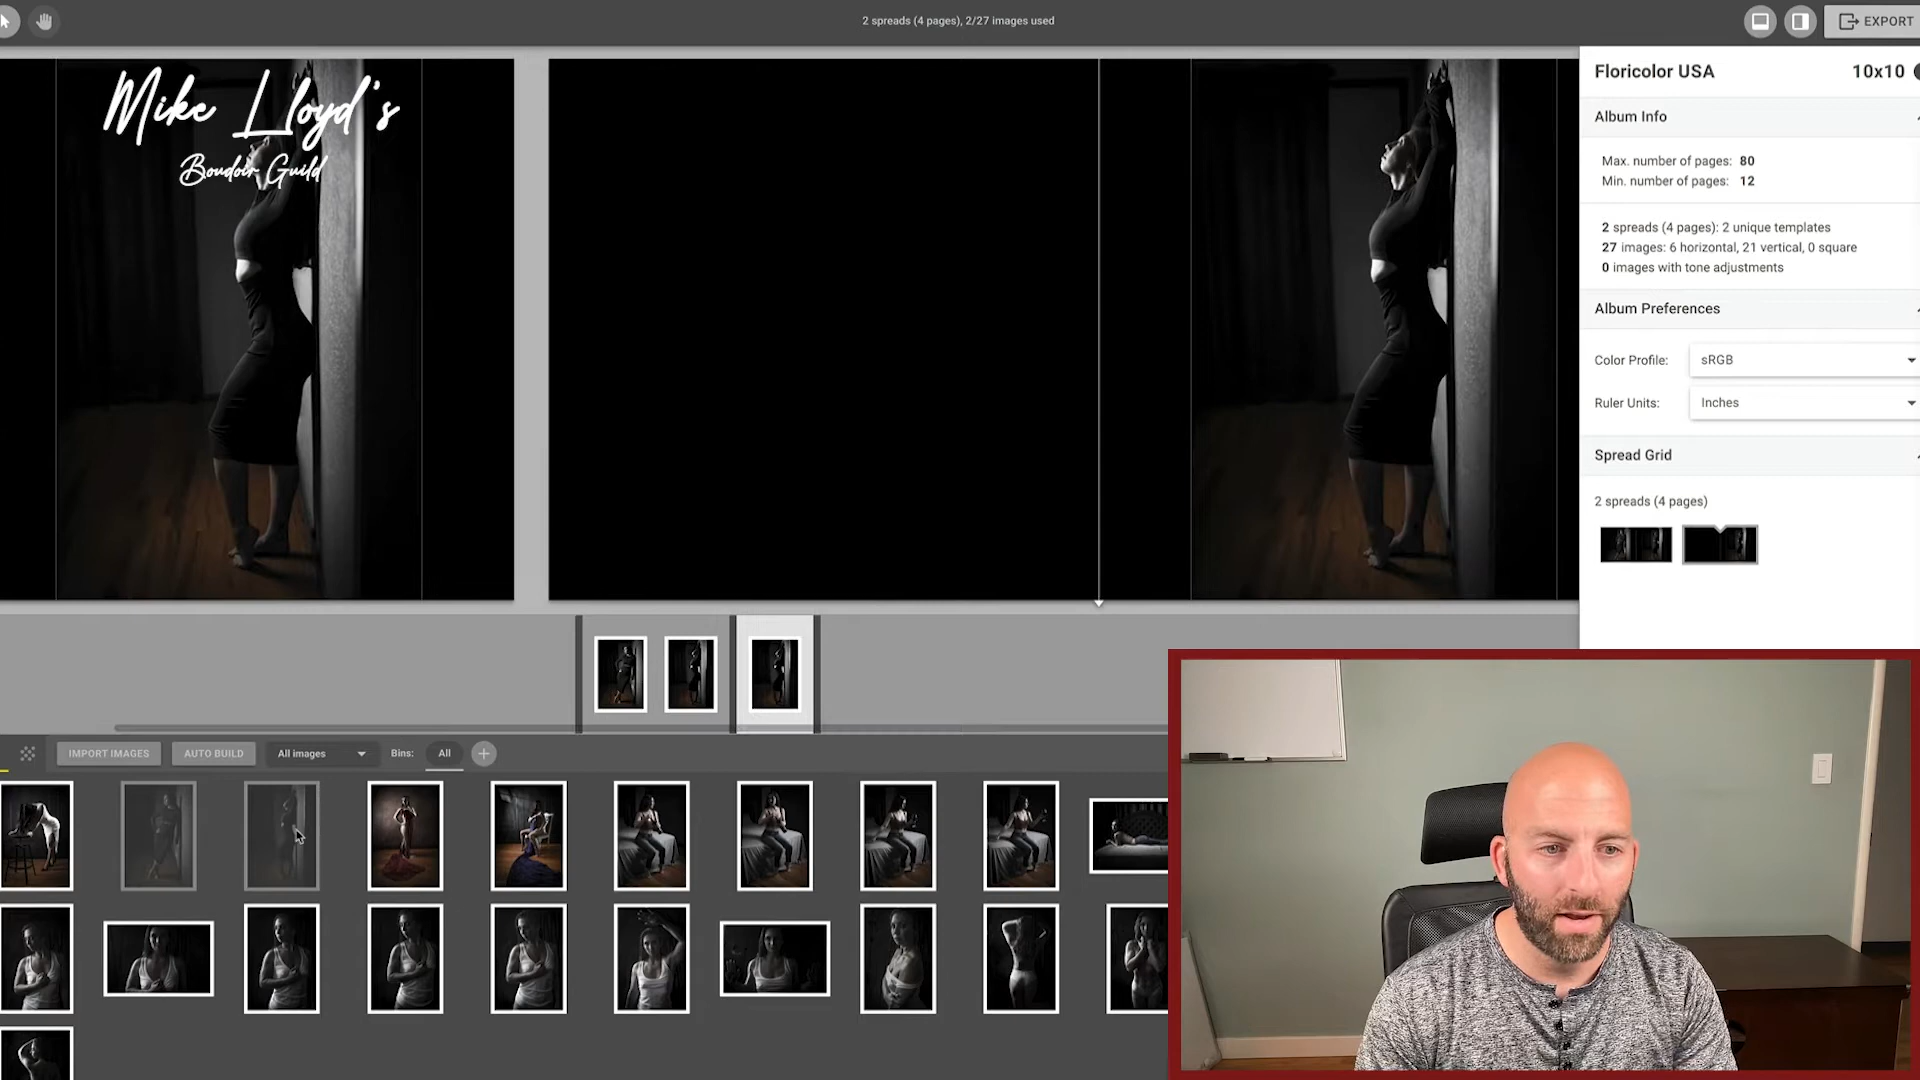 2 spreads (4 pages), 2/27 images used
EXPORT
Mike Lloyd's
Boudoir Guild
Floricolor USA
10x10
Album Info
Max. number of pages: 80
Min. number of pages: 12
2 spreads (4 pages): 2 unique templates
27 images: 6 horizontal, 21 vertical, 0 square
0 images with tone adjustments
Album Preferences
Color Profile: sRGB
Ruler Units: Inches
Spread Grid
2 spreads (4 pages)
IMPORT IMAGES
AUTO BUILD
All images
Bins:
All